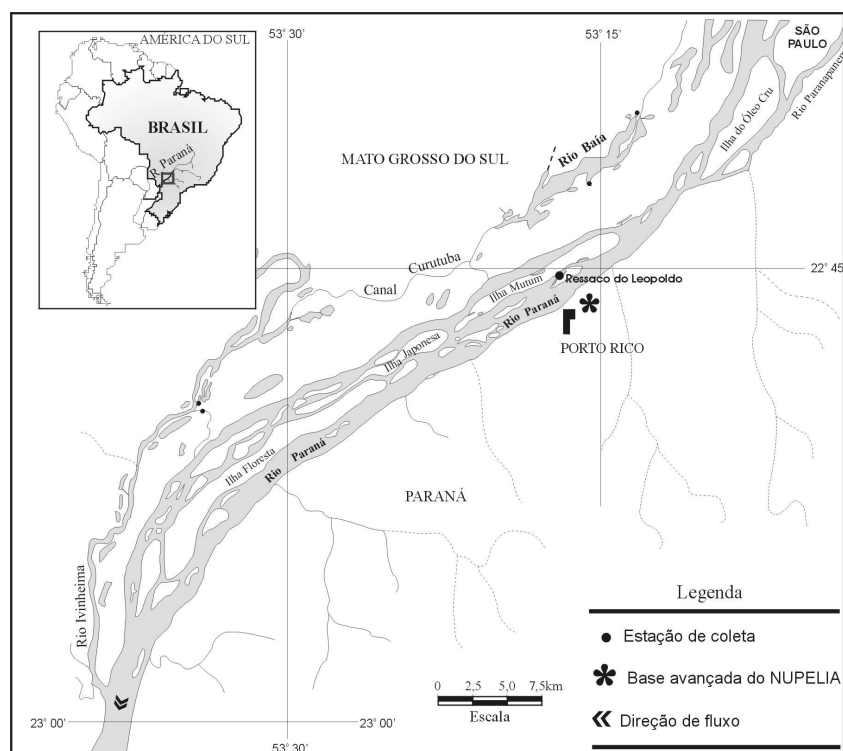 AMÉRICA DO SUL
BRASIL
R. Paraná
53° 30'
53° 15'
SÃO
PAULO
Rio Paranapanema
Ilha do Óleo Cru
Rio Baía
MATO GROSSO DO SUL
22° 45'
Curutuba
Canal
Ilha Mutum
Ressaco do Leopoldo
Rio Paraná
PORTO RICO
Ilha Japonesa
Ilha Floresta
Rio Paraná
PARANÁ
Rio Ivinheima
Legenda
Estação de coleta
Base avançada do NUPELIA
Direção de fluxo
0 2,5 5.0 7,5km
Escala
23° 00'
23° 00'
53° 30'